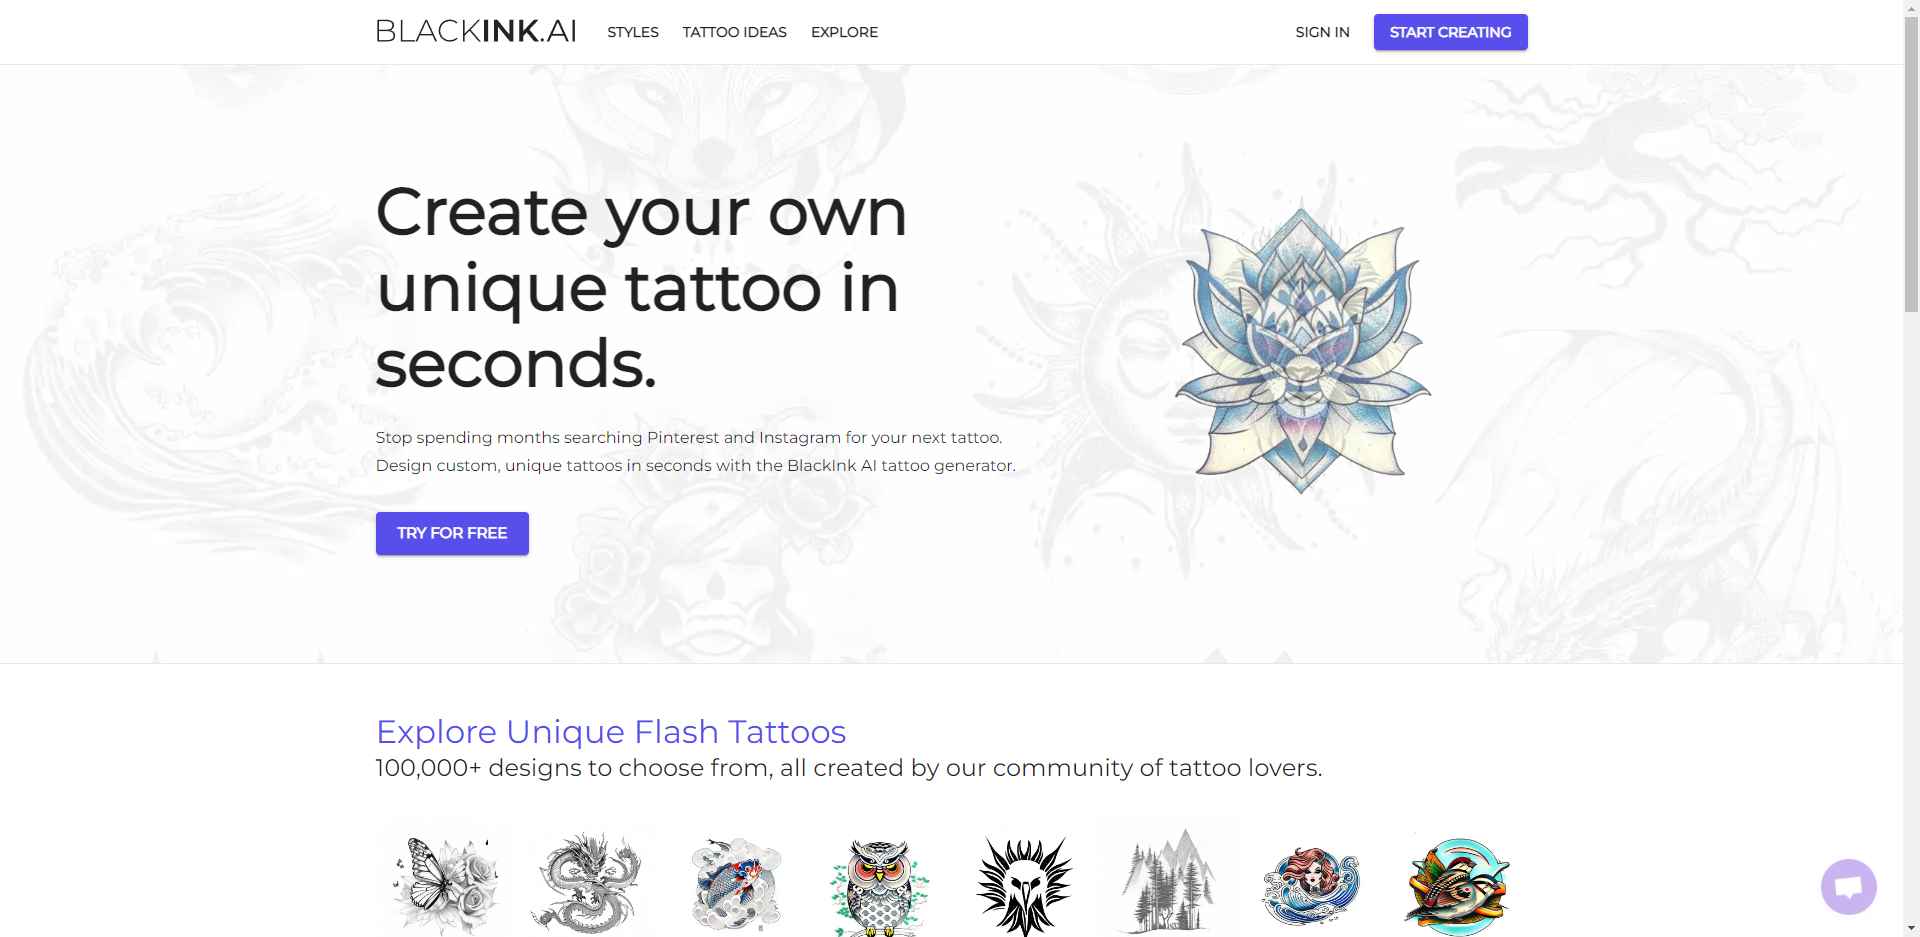 BLACKINK.AI
STYLES
TATTOO IDEAS
EXPLORE
SIGN IN
START CREATING
Create your own
unique tattoo in
seconds.
Stop spending months searching Pinterest and Instagram for your next tattoo.
Design custom, unique tattoos in seconds with the BlackInk AI tattoo generator.
TRY FOR FREE
Explore Unique Flash Tattoos
100,000+ designs to choose from, all created by our community of tattoo lovers.